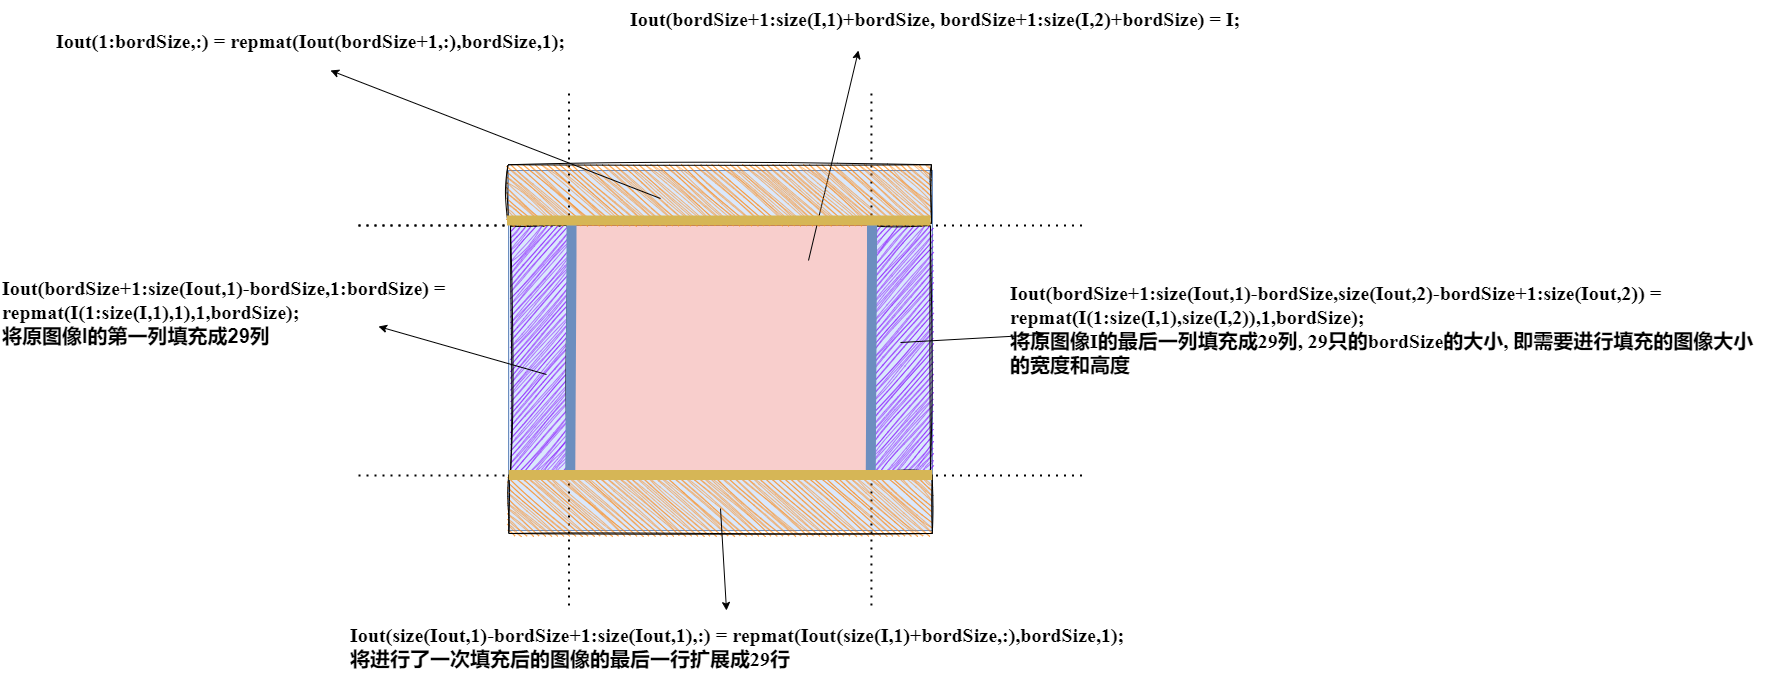 Iout(bordSize+1:size(I,1)+bordSize, bordSize+1:size(I,2)+bordSize) = I;
Iout(1:bordSize,:) = repmat(Iout(bordSize+1,:),bordSize,1);
Iout(bordSize+1:size(Iout,1)-bordSize,1:bordSize) =
repmat(I(1:size(I,1),1),1,bordSize);
将原图像I的第一列填充成29列
Iout(bordSize+1:size(Iout,1)-bordSize,size(Iout,2)-bordSize+1:size(Iout,2)) =
repmat(I(1:size(I,1),size(I,2)),1,bordSize);
将原图像I的最后一列填充成29列, 29只的bordSize的大小, 即需要进行填充的图像大小
的宽度和高度
Iout(size(Iout,1)-bordSize+1:size(Iout,1),:) = repmat(Iout(size(I,1)+bordSize,:),bordSize,1);
将进行了一次填充后的图像的最后一行扩展成29行